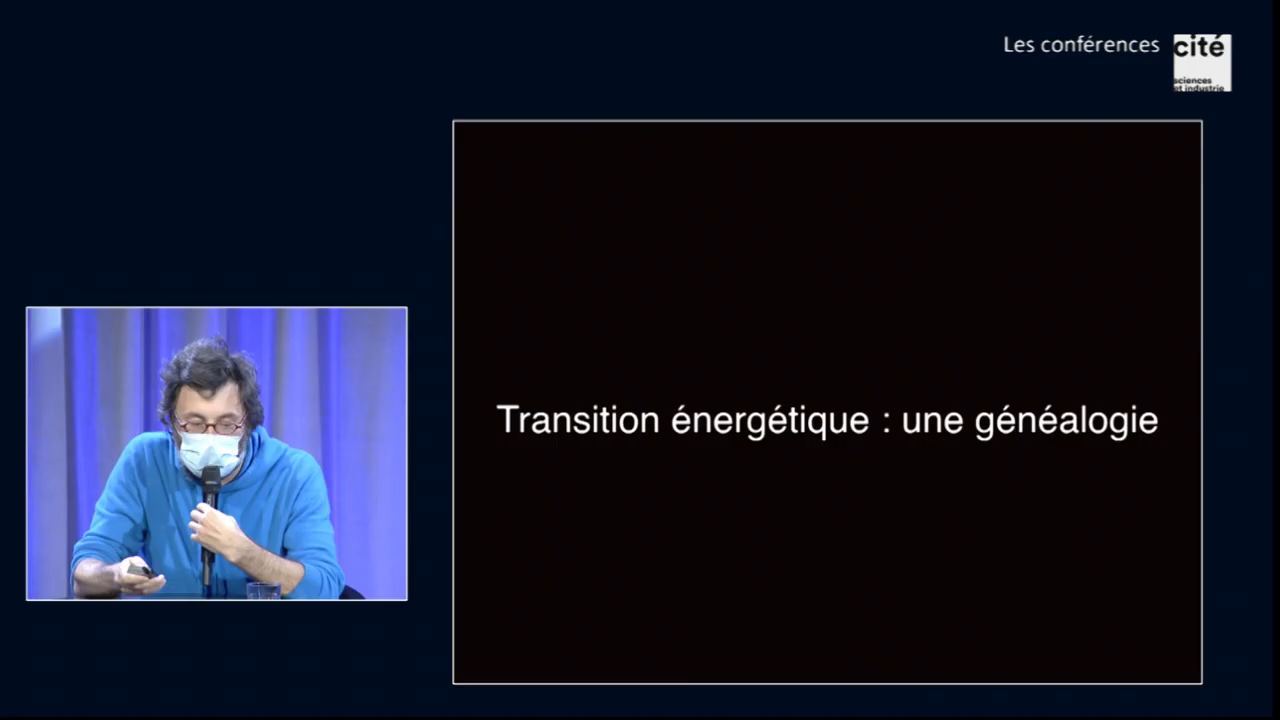 Les conférences
cité
sciences
et industrie
Transition énergétique : une généalogie